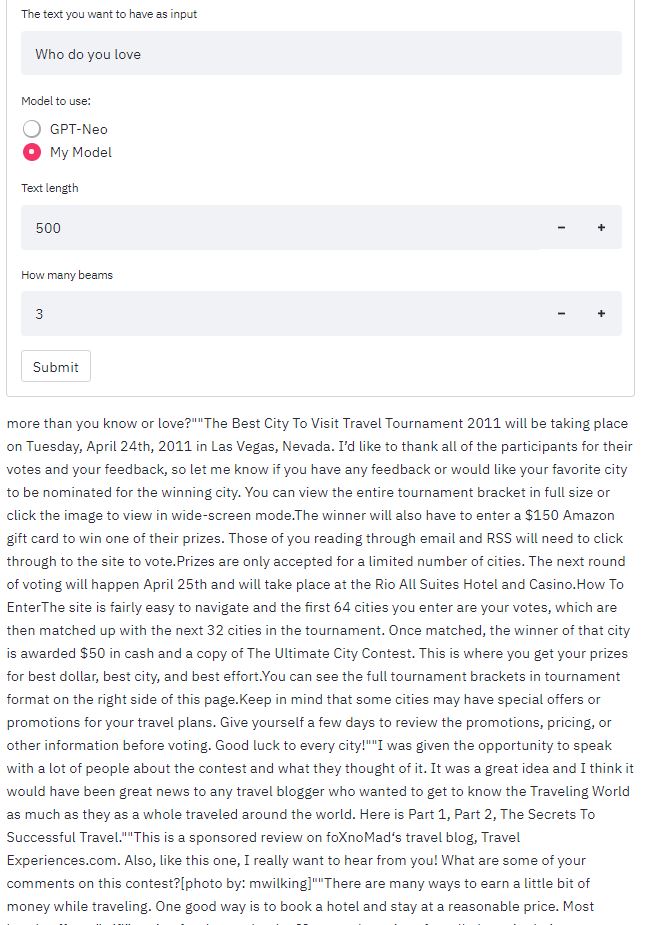 The text you want to have as input
Who do you love
Model to use:
GPT-Neo
My Model
Text length
500
−
+
How many beams
3
−
+
Submit
more than you know or love?""The Best City To Visit Travel Tournament 2011 will be taking place
on Tuesday, April 24th, 2011 in Las Vegas, Nevada. I’d like to thank all of the participants for their
votes and your feedback, so let me know if you have any feedback or would like your favorite city
to be nominated for the winning city. You can view the entire tournament bracket in full size or
click the image to view in wide-screen mode.The winner will also have to enter a $150 Amazon
gift card to win one of their prizes. Those of you reading through email and RSS will need to click
through to the site to vote.Prizes are only accepted for a limited number of cities. The next round
of voting will happen April 25th and will take place at the Rio All Suites Hotel and Casino.How To
EnterThe site is fairly easy to navigate and the first 64 cities you enter are your votes, which are
then matched up with the next 32 cities in the tournament. Once matched, the winner of that city
is awarded $50 in cash and a copy of The Ultimate City Contest. This is where you get your prizes
for best dollar, best city, and best effort.You can see the full tournament brackets in tournament
format on the right side of this page.Keep in mind that some cities may have special offers or
promotions for your travel plans. Give yourself a few days to review the promotions, pricing, or
other information before voting. Good luck to every city!""I was given the opportunity to speak
with a lot of people about the contest and what they thought of it. It was a great idea and I think it
would have been great news to any travel blogger who wanted to get to know the Traveling World
as much as they as a whole traveled around the world. Here is Part 1, Part 2, The Secrets To
Successful Travel.""This is a sponsored review on foXnoMad‘s travel blog, Travel
Experiences.com. Also, like this one, I really want to hear from you! What are some of your
comments on this contest?[photo by: mwilking]""There are many ways to earn a little bit of
money while traveling. One good way is to book a hotel and stay at a reasonable price. Most